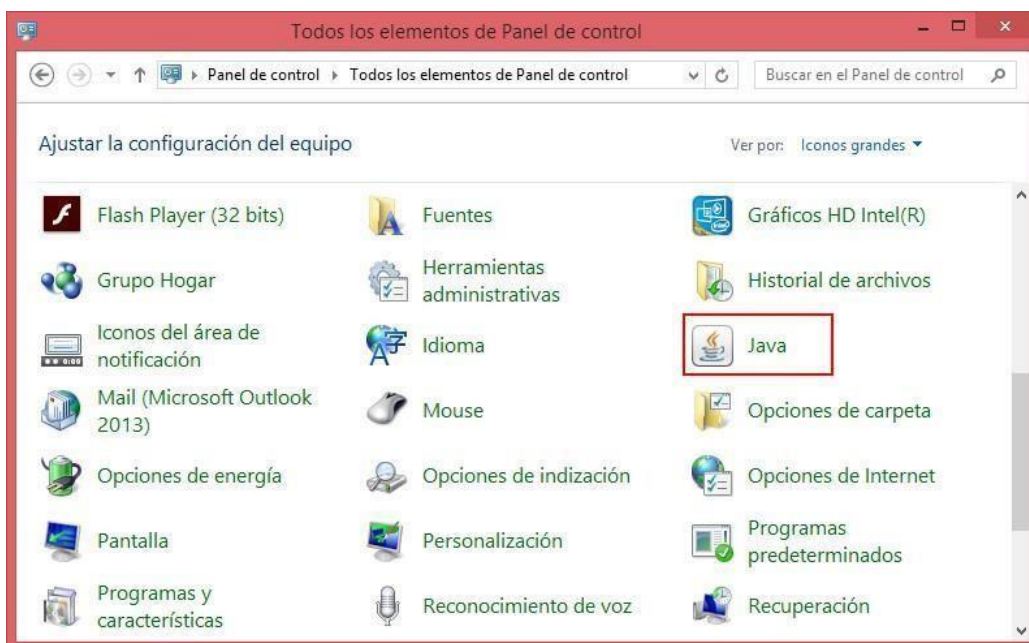 Todos los elementos de Panel de control
Panel de control
Todos los elementos de Panel de control
Buscar en el Panel de control
Ajustar la configuración del equipo
Ver por: Iconos grandes
Flash Player (32 bits)
Fuentes
Gráficos HD Intel(R)
Grupo Hogar
Herramientas
administrativas
Historial de archivos
Iconos del área de
notificación
Idioma
Java
Mail (Microsoft Outlook
2013)
Mouse
Opciones de carpeta
Opciones de energía
Opciones de indización
Opciones de Internet
Pantalla
Personalización
Programas
predeterminados
Programas y
características
Reconocimiento de voz
Recuperación